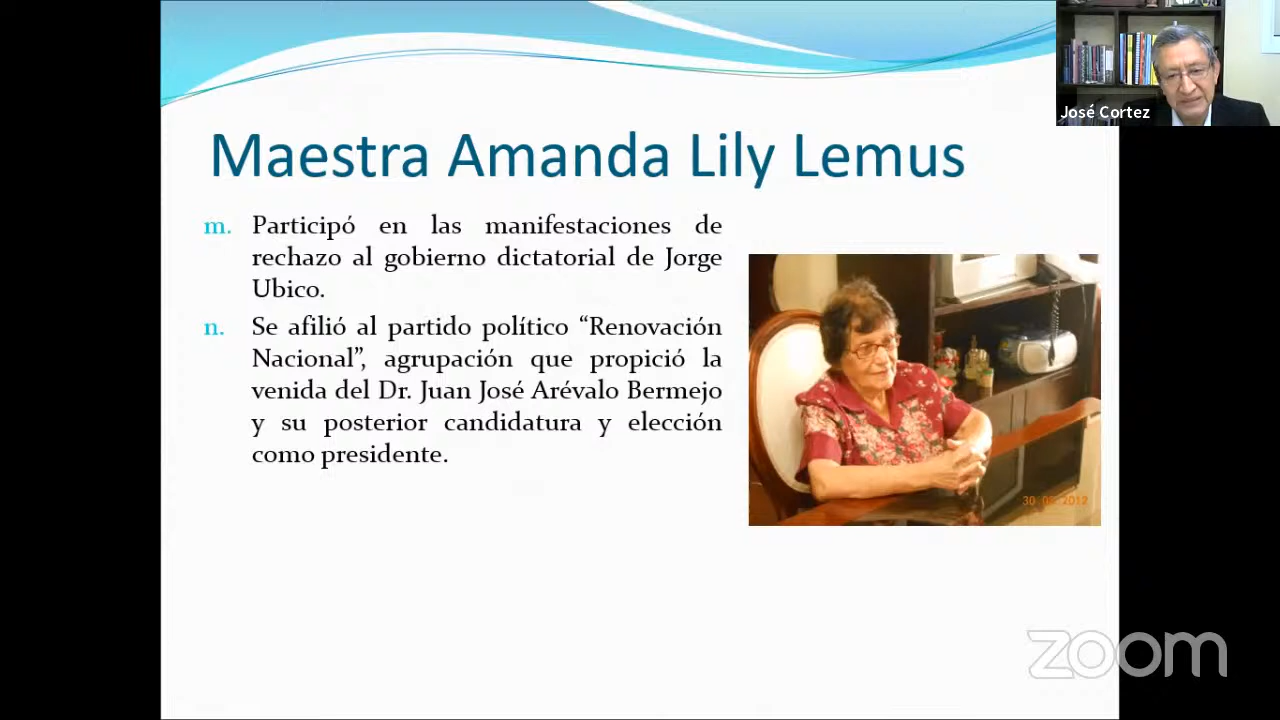 José Cortez
Maestra Amanda Lily Lemus
m. Participó en las manifestaciones de
rechazo al gobierno dictatorial de Jorge
Ubico.
n. Se afilió al partido político “Renovación
Nacional”, agrupación que propició la
venida del Dr. Juan José Arévalo Bermejo
y su posterior candidatura y elección
como presidente.
zoom